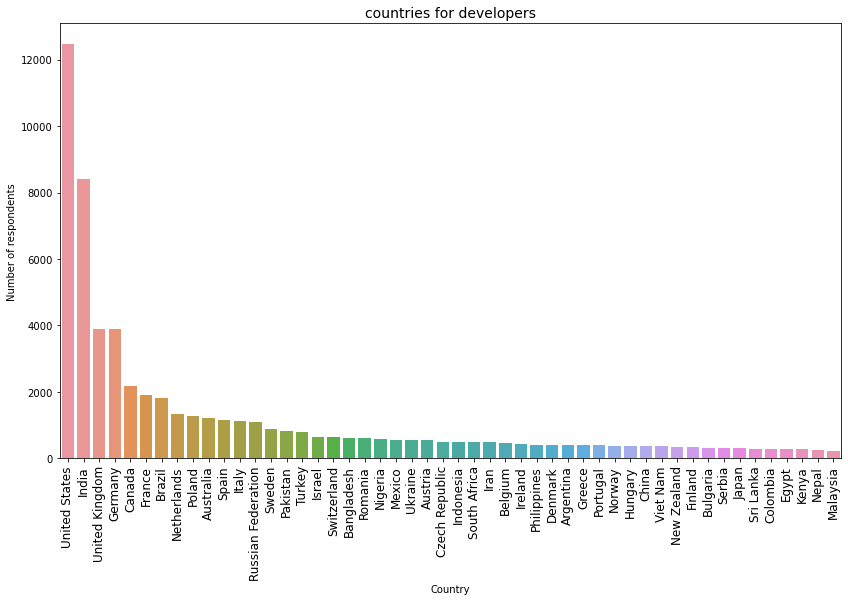 countries for developers
12000
10000
8000
6000
4000
2000
0
Number of respondents
United States
India
United Kingdom
Germany
Canada
France
Brazil
Netherlands
Poland
Australia
Spain
Italy
Russian Federation
Sweden
Pakistan
Turkey
Israel
Switzerland
Bangladesh
Romania
Nigeria
Mexico
Ukraine
Austria
Czech Republic
Indonesia
South Africa
Iran
Belgium
Ireland
Philippines
Denmark
Argentina
Greece
Portugal
Norway
Hungary
China
Viet Nam
New Zealand
Finland
Bulgaria
Serbia
Japan
Sri Lanka
Colombia
Egypt
Kenya
Nepal
Malaysia
Country